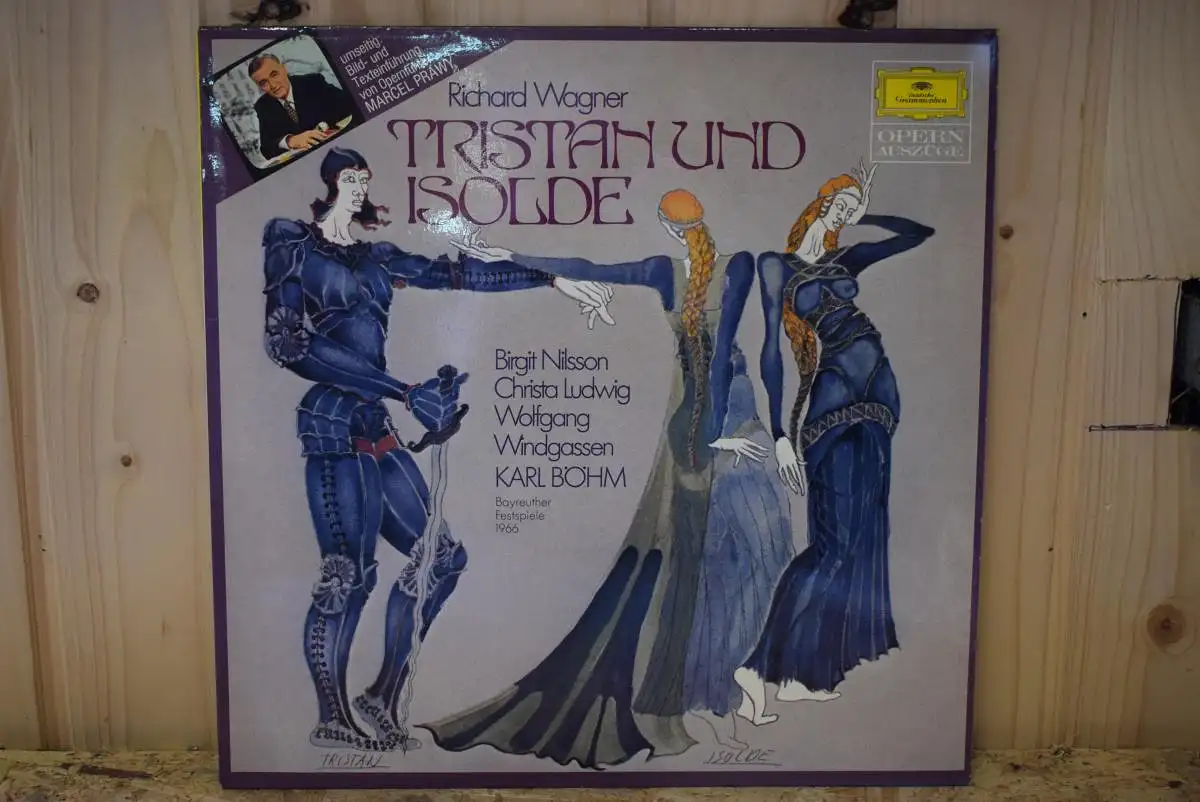 umseitig:
Bild- und
Texteinführung
von Opernführer
MARCEL PRAWY
Richard Wagner
TRISTAN UND
ISOLDE
Deutsche
Grammophon
OPERN
AUSZÜGE
Birgit Nilsson
Christa Ludwig
Wolfgang
Windgassen
KARL BÖHM
Bayreuther
Festspiele
1966
TRISTAN
ISOLDE